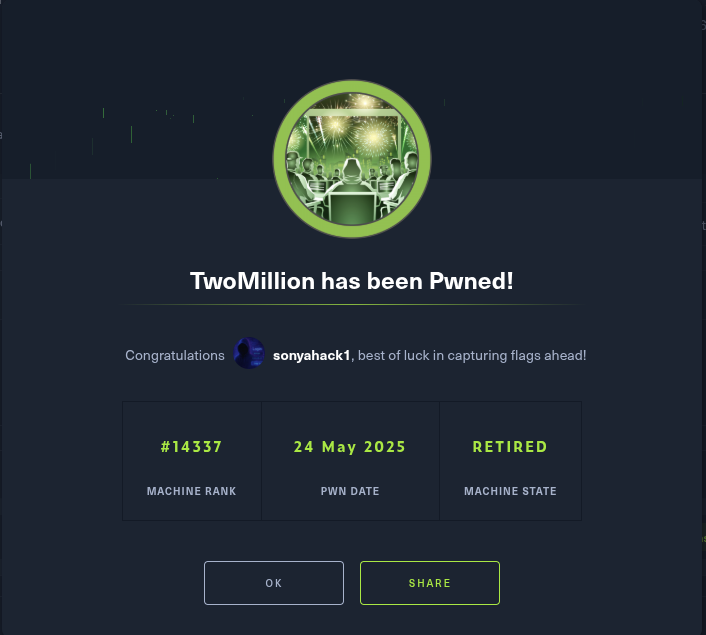 TwoMillion has been Pwned!
Congratulations sonyahack1, best of luck in capturing flags ahead!
#14337 24 May 2025 RETIRED
MACHINE RANK PWN DATE MACHINE STATE
OK SHARE